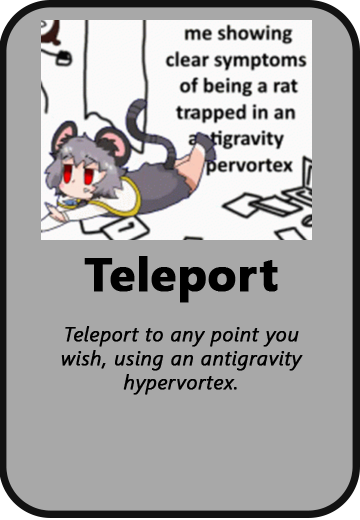 me showing
clear symptoms
of being a rat
trapped in an
antigravity
pervortex
Teleport
Teleport to any point you
wish, using an antigravity
hypervortex.